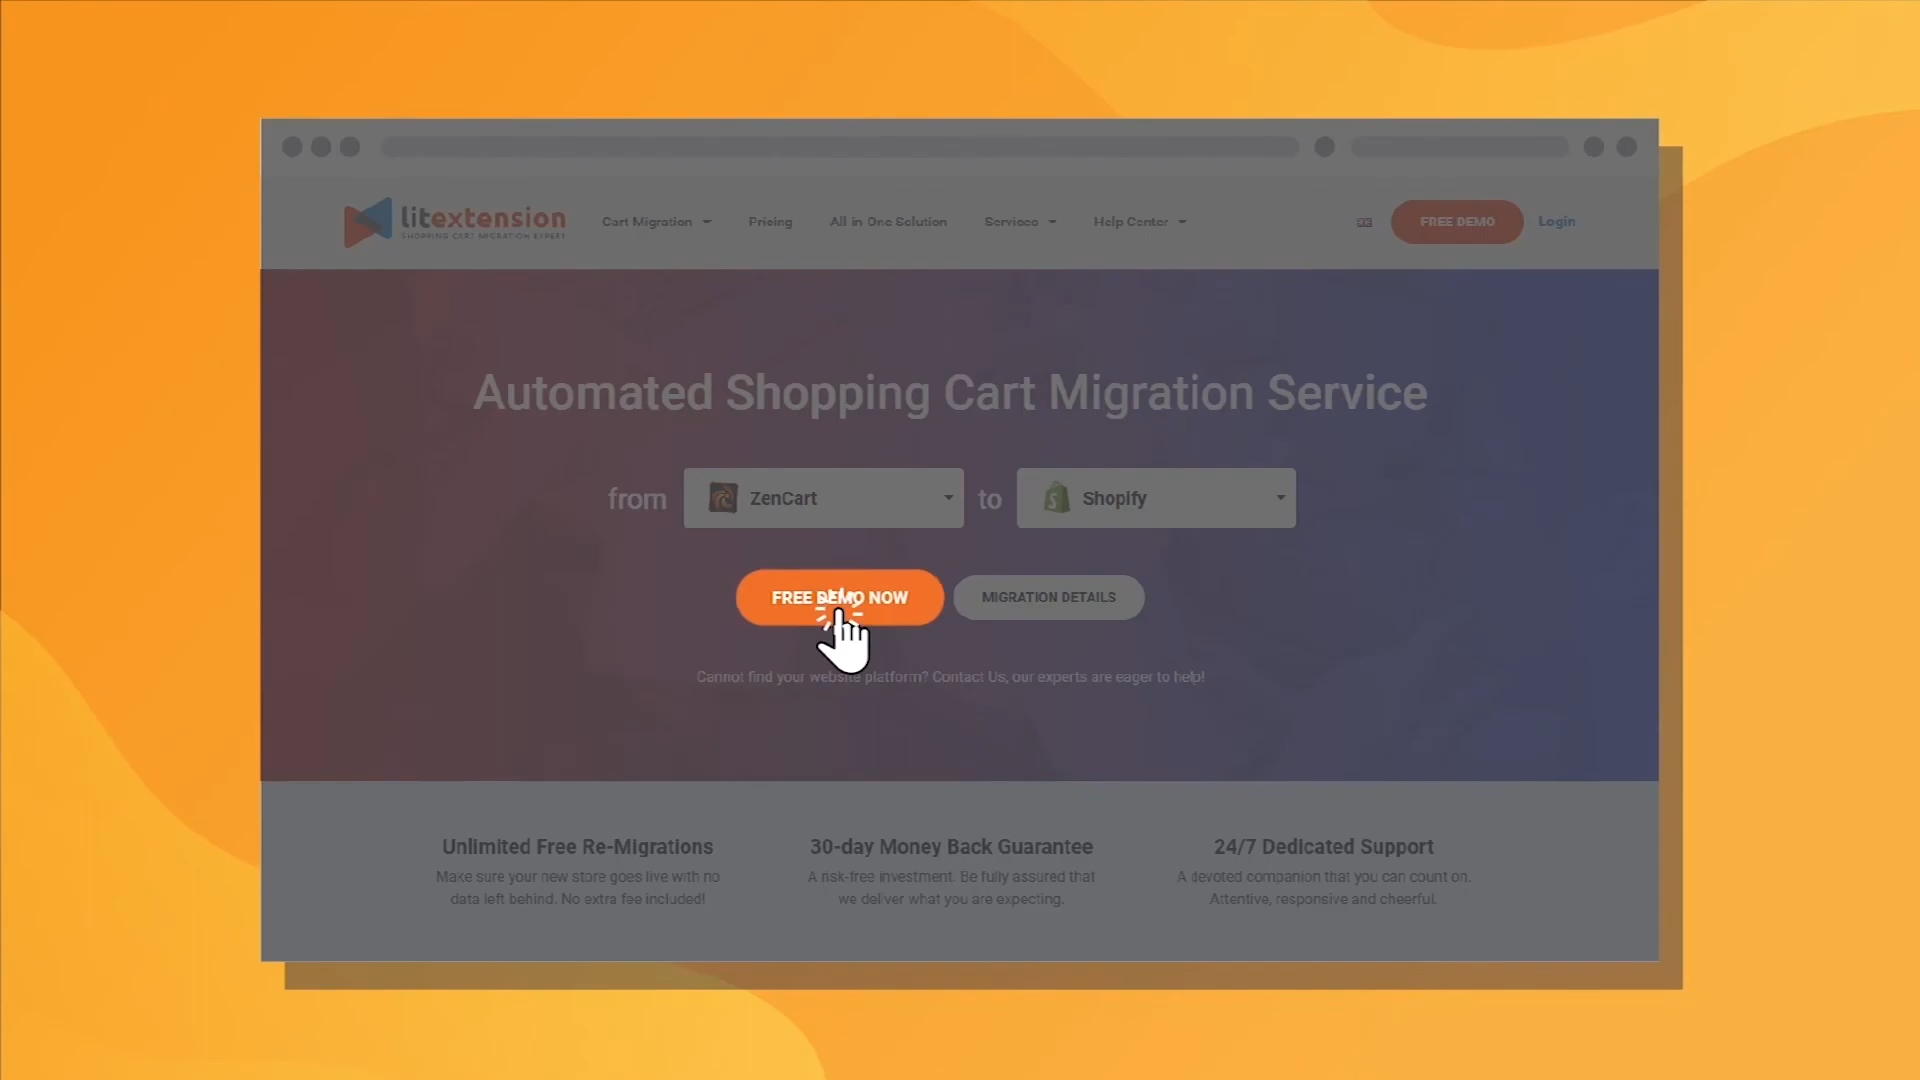 litextension
SHOPPING CART MIGRATION EXPERT
Cart Migration
Pricing
All-in-One Solution
Services
Help Center
FREE DEMO
Login
Automated Shopping Cart Migration Service
from
ZenCart
to
Shopify
FREE DEMO NOW
MIGRATION DETAILS
Cannot find your website platform? Contact Us, our experts are eager to help!
Unlimited Free Re-Migrations
Make sure your new store goes live with no
data left behind. No extra fee included!
30-day Money Back Guarantee
A risk-free investment. Be fully assured that
we deliver what you are expecting.
24/7 Dedicated Support
A devoted companion that you can count on.
Attentive, responsive and cheerful.